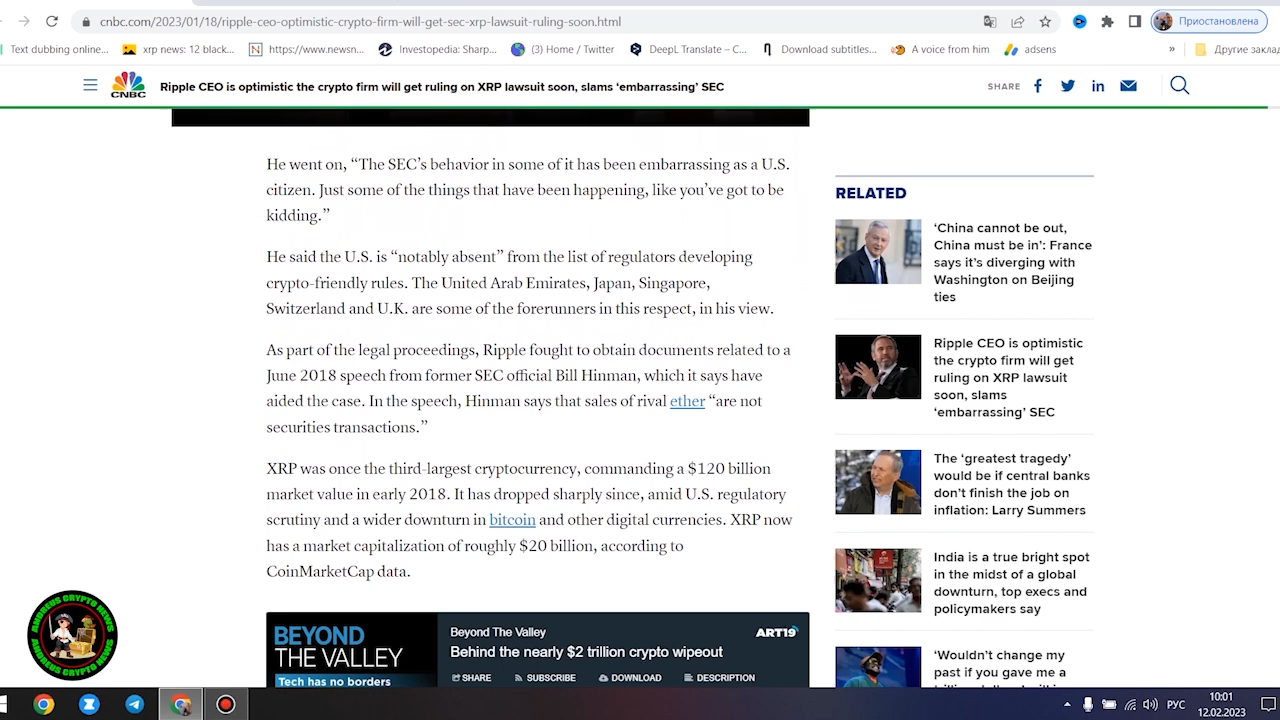 cnbc.com/2023/01/18/ripple-ceo-optimistic-crypto-firm-will-get-sec-xrp-lawsuit-ruling-soon.html
Приостановлена
Text dubbing online...
xrp news: 12 black...
https://www.newsn...
Investopedia: Sharp...
(3) Home / Twitter
DeepL Translate – C...
Download subtitles...
A voice from him
adsens
»
Другие заклад
CNBC
Ripple CEO is optimistic the crypto firm will get ruling on XRP lawsuit soon, slams ‘embarrassing’ SEC
SHARE
He went on, “The SEC’s behavior in some of it has been embarrassing as a U.S.
citizen. Just some of the things that have been happening, like you’ve got to be
kidding.”
He said the U.S. is “notably absent” from the list of regulators developing
crypto-friendly rules. The United Arab Emirates, Japan, Singapore,
Switzerland and U.K. are some of the forerunners in this respect, in his view.
As part of the legal proceedings, Ripple fought to obtain documents related to a
June 2018 speech from former SEC official Bill Hinman, which it says have
aided the case. In the speech, Hinman says that sales of rival ether “are not
securities transactions.”
XRP was once the third-largest cryptocurrency, commanding a $120 billion
market value in early 2018. It has dropped sharply since, amid U.S. regulatory
scrutiny and a wider downturn in bitcoin and other digital currencies. XRP now
has a market capitalization of roughly $20 billion, according to
CoinMarketCap data.
BEYOND
THE VALLEY
Tech has no borders
Beyond The Valley
ART19
Behind the nearly $2 trillion crypto wipeout
SHARE
SUBSCRIBE
DOWNLOAD
DESCRIPTION
RELATED
‘China cannot be out,
China must be in’: France
says it’s diverging with
Washington on Beijing
ties
Ripple CEO is optimistic
the crypto firm will get
ruling on XRP lawsuit
soon, slams
‘embarrassing’ SEC
The ‘greatest tragedy’
would be if central banks
don’t finish the job on
inflation: Larry Summers
India is a true bright spot
in the midst of a global
downturn, top execs and
policymakers say
‘Wouldn’t change my
past if you gave me a
ANDREUS CRYPTO NEWS
ANDREUS CRYPTO NEWS
РУС
10:01
12.02.2023